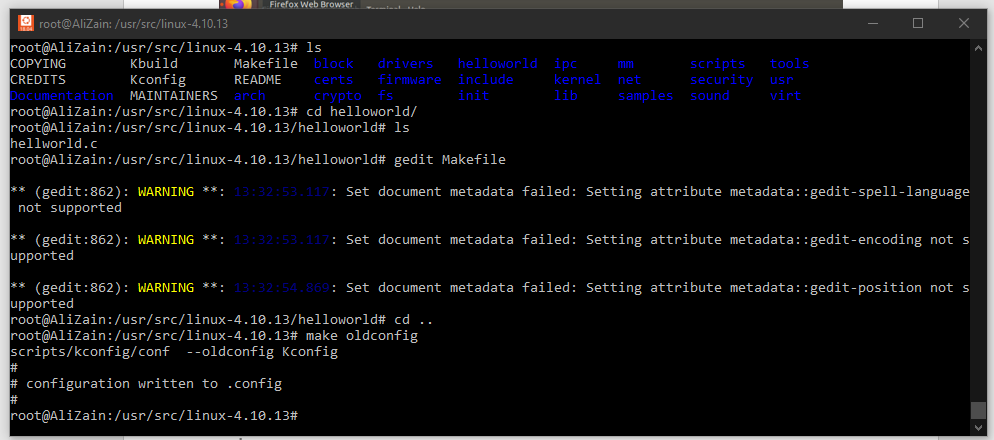 Firefox Web Browser
Terminal Help
root@AliZain: /usr/src/linux-4.10.13
root@AliZain:/usr/src/linux-4.10.13# ls
COPYING Kbuild Makefile block drivers helloworld ipc mm scripts tools
CREDITS Kconfig README certs firmware include kernel net security usr
Documentation MAINTAINERS arch crypto fs init lib samples sound virt
root@AliZain:/usr/src/linux-4.10.13# cd helloworld/
root@AliZain:/usr/src/linux-4.10.13/helloworld# ls
hellworld.c
root@AliZain:/usr/src/linux-4.10.13/helloworld# gedit Makefile
** (gedit:862): WARNING **: 13:32:53.117: Set document metadata failed: Setting attribute metadata::gedit-spell-language
not supported
** (gedit:862): WARNING **: 13:32:53.117: Set document metadata failed: Setting attribute metadata::gedit-encoding not s
upported
** (gedit:862): WARNING **: 13:32:54.869: Set document metadata failed: Setting attribute metadata::gedit-position not s
upported
root@AliZain:/usr/src/linux-4.10.13/helloworld# cd ..
root@AliZain:/usr/src/linux-4.10.13# make oldconfig
scripts/kconfig/conf --oldconfig Kconfig
#
# configuration written to .config
#
root@AliZain:/usr/src/linux-4.10.13#